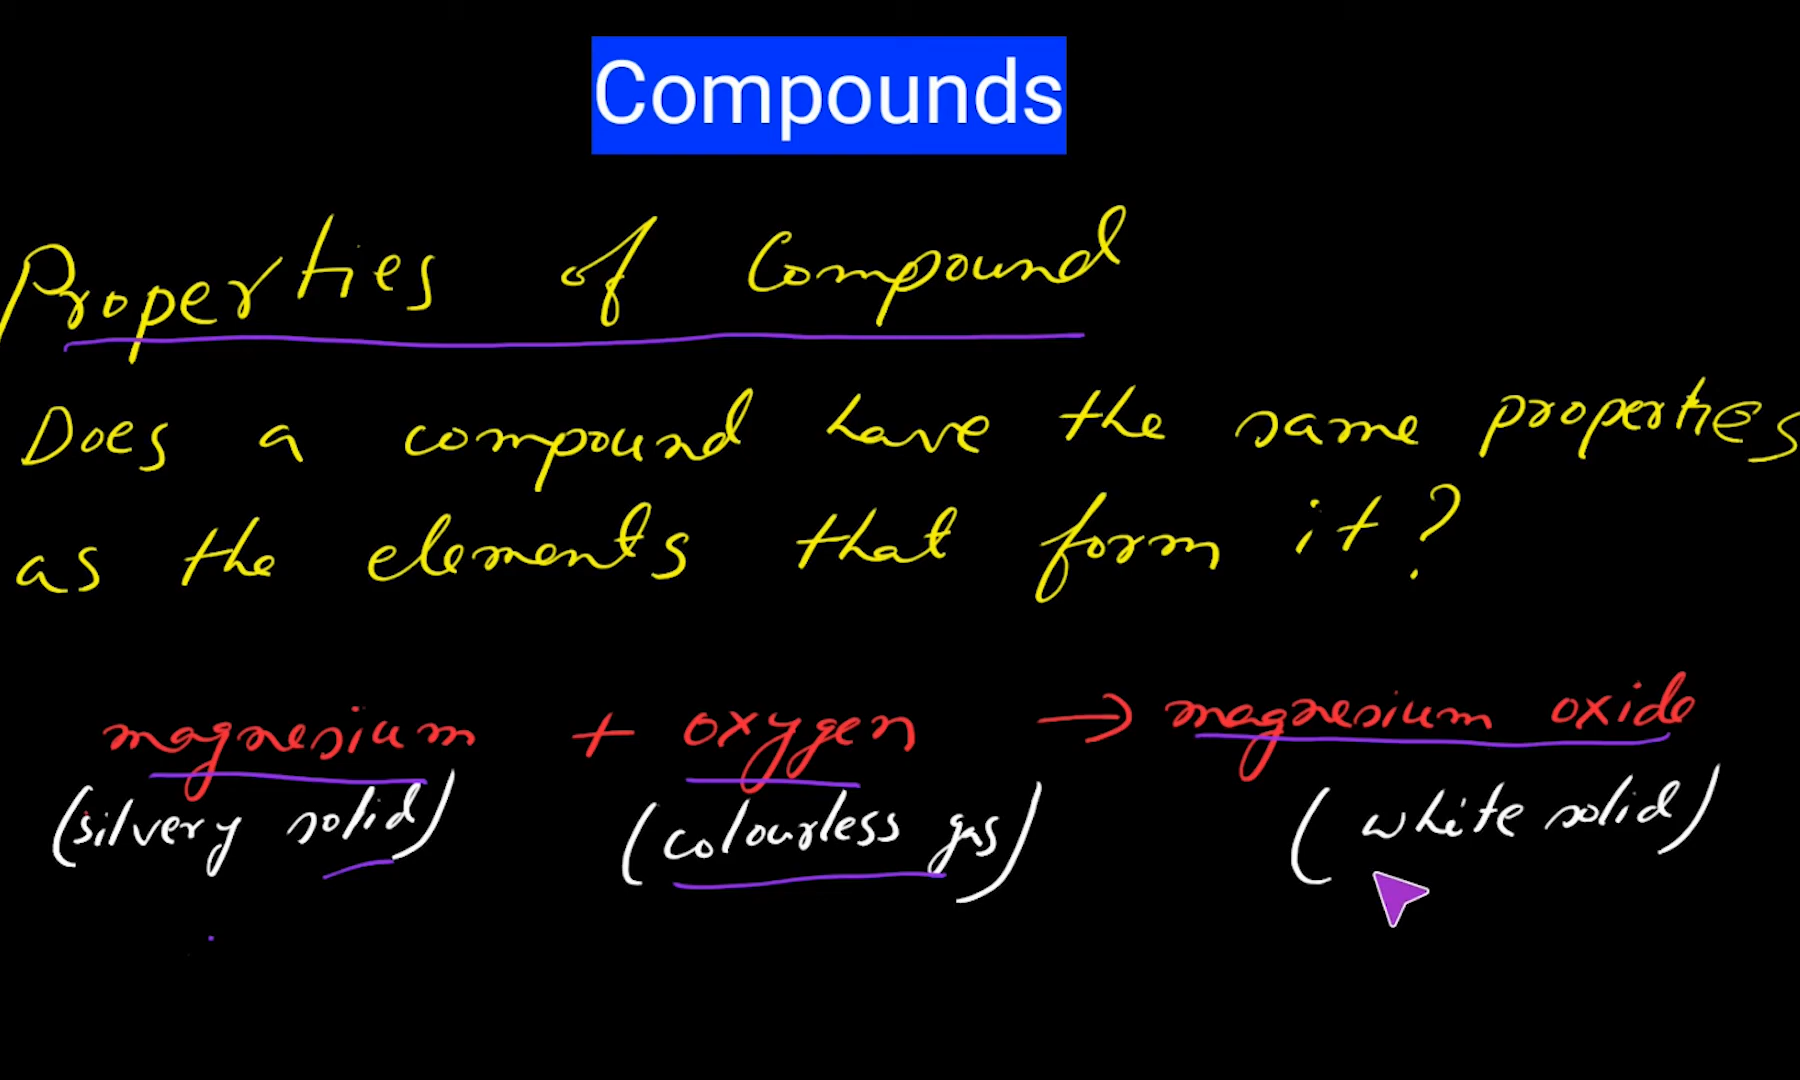 Compounds
Properties of Compound
Does a compound have the same properties
as the elements that form it?
magnesium + oxygen → magnesium oxide
(silvery solid) (colourless gas) (white solid)